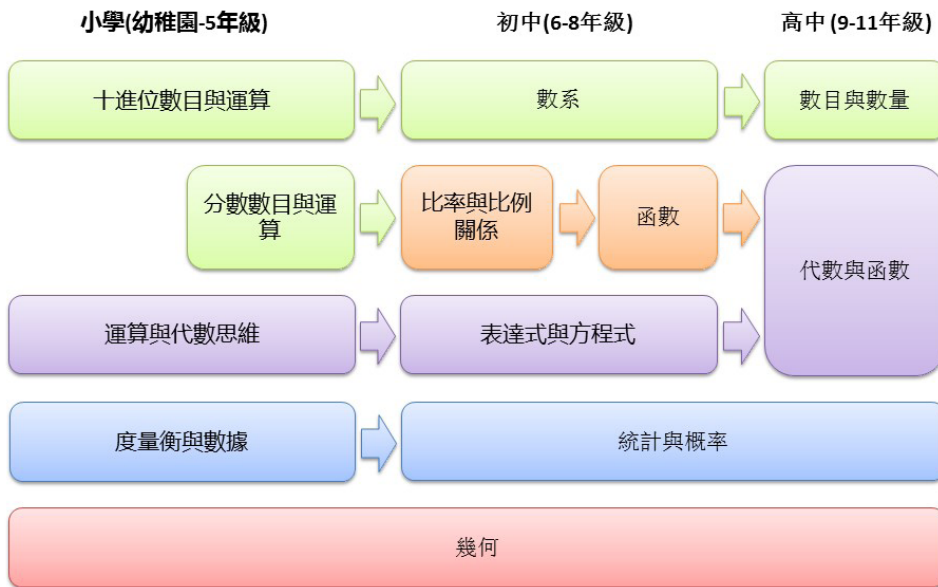 小學(幼稚園-5年級)
初中(6-8年級)
高中(9-11年級)
十進位數目與運算
數系
數目與數量
分數數目與運
算
比率與比例
關係
函數
代數與函數
運算與代數思維
表達式與方程式
度量衡與數據
統計與概率
幾何